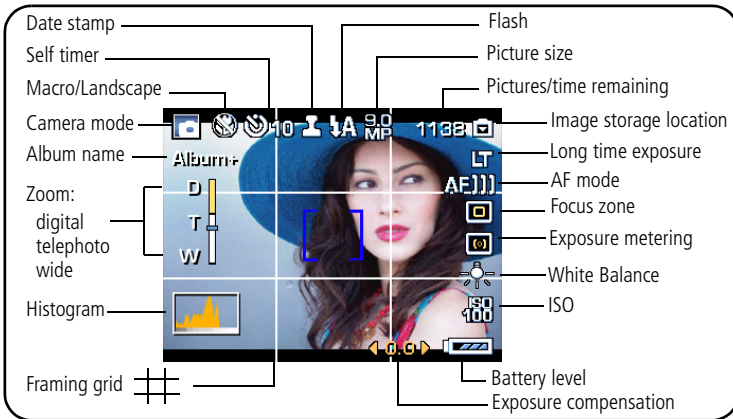 Date stamp
Self timer
Macro/Landscape
Camera mode
Album name
Zoom:
digital
telephoto
wide
Histogram
Framing grid
Flash
Picture size
Pictures/time remaining
Image storage location
Long time exposure
AF mode
Focus zone
Exposure metering
White Balance
ISO
Battery level
Exposure compensation
10
A
9.0
MP
1138
Album+
LT
AF
D
T
W
ISO
100
0.0